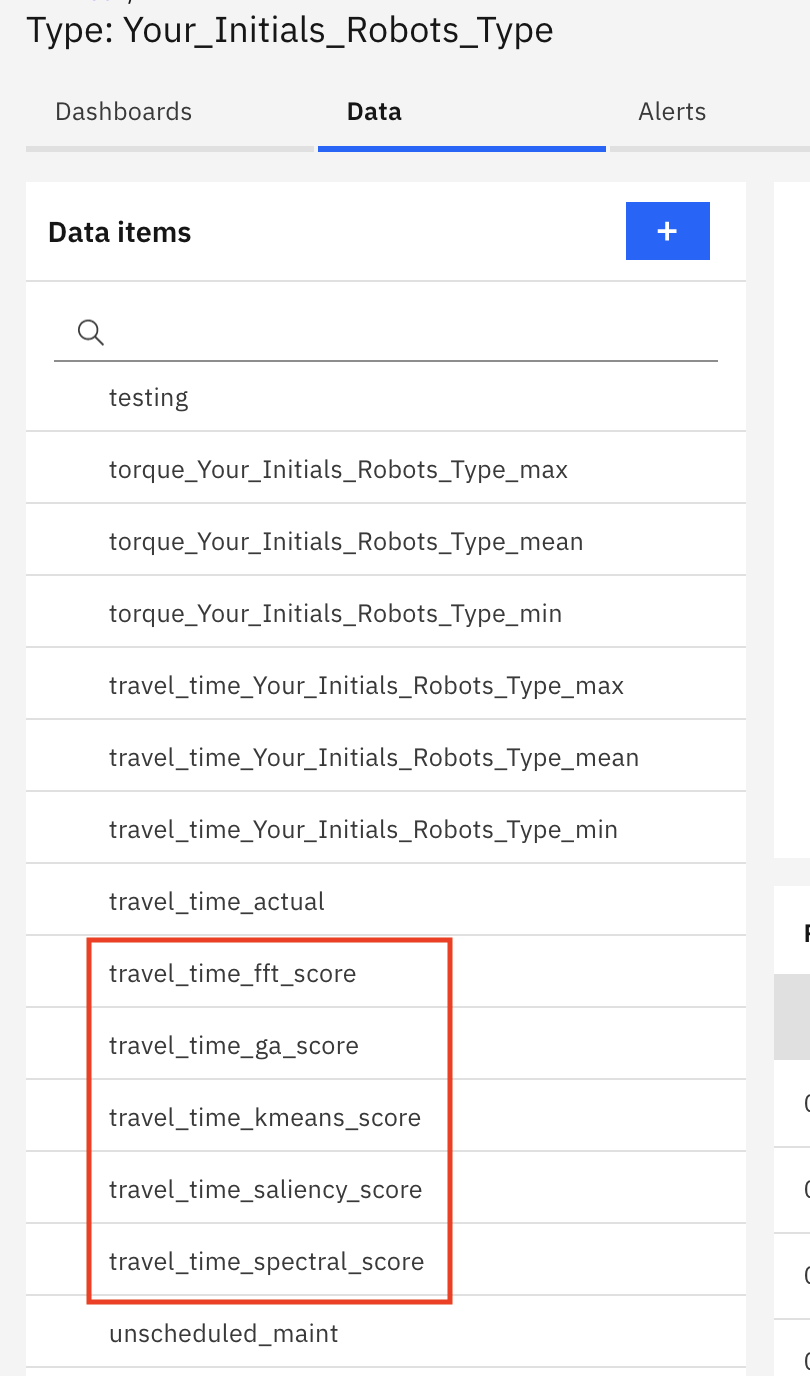 Type: Your_Initials_Robots_Type
Dashboards
Data
Alerts
Data items
+
testing
torque_Your_Initials_Robots_Type_max
torque_Your_Initials_Robots_Type_mean
torque_Your_Initials_Robots_Type_min
travel_time_Your_Initials_Robots_Type_max
travel_time_Your_Initials_Robots_Type_mean
travel_time_Your_Initials_Robots_Type_min
travel_time_actual
travel_time_fft_score
travel_time_ga_score
travel_time_kmeans_score
travel_time_saliency_score
travel_time_spectral_score
unscheduled_maint